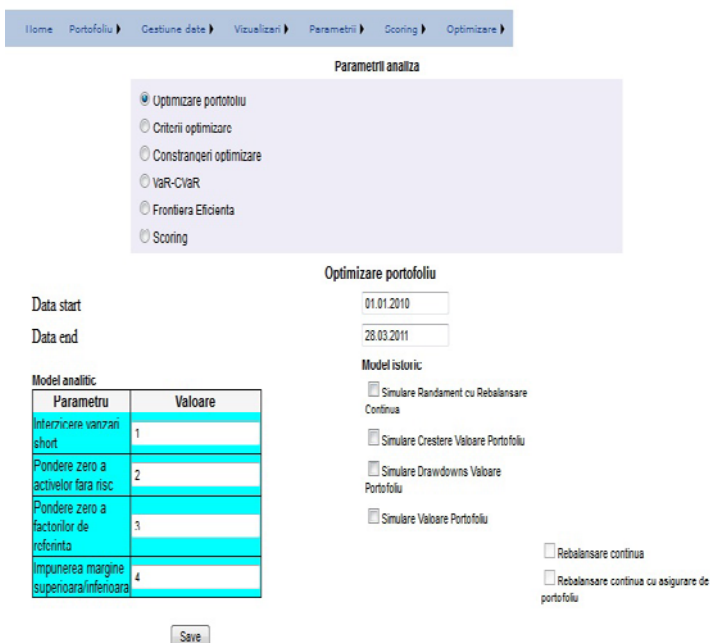 Home Portofoliu Gestiune date Vizualizari Parametrii Scoring Optimizare
Parametrii analiza
Optimizare portofoliu
Criterii optimizare
Constrangeri optimizare
VaR-CVaR
Frontiera Eficienta
Scoring
Optimizare portofoliu
Data start 01.01.2010
Data end 28.03.2011
Model analitic
Parametru Valoare
Interzicere vanzari
short
1
Pondere zero a
activelor fara risc
2
Pondere zero a
factorilor de
referinta
3
Impunerea margine
superioara/inferioara
4
Save
Model istoric
Simulare Randament cu Rebalansare
Continua
Simulare Crestere Valoare Portofoliu
Simulare Drawdowns Valoare
Portofoliu
Simulare Valoare Portofoliu
Rebalansare continua
Rebalansare continua cu asigurare de
portofoliu